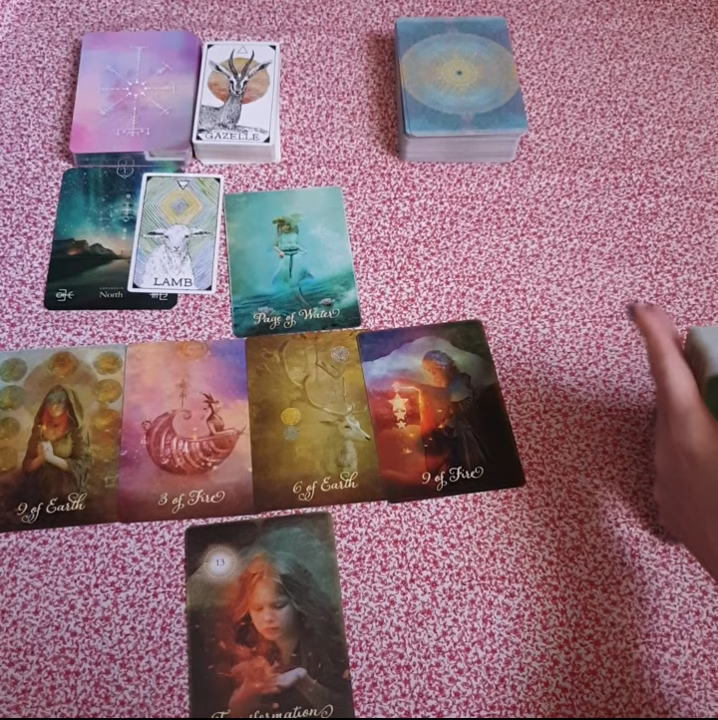 GAZELLE
North
LAMB
Page of Water
9 of Earth
3 of Fire
6 of Earth
9 of Fire
13
Transformation